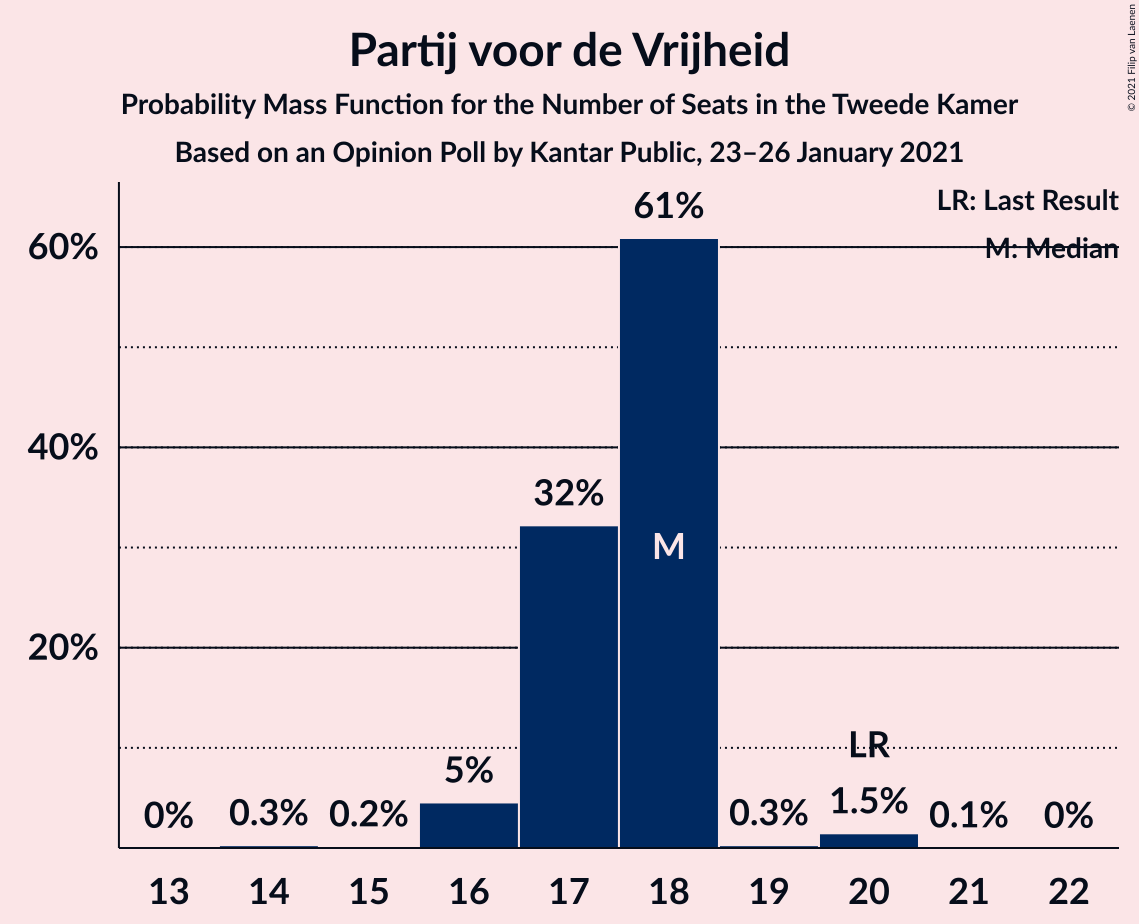 Partij voor de Vrijheid
Probability Mass Function for the Number of Seats in the Tweede Kamer
Based on an Opinion Poll by Kantar Public, 23–26 January 2021
© 2021 Filip van Laenen
LR: Last Result
M: Median
60%
40%
20%
0%
0.3%
0.2%
5%
32%
61%
M
0.3%
LR
1.5%
0.1%
0%
13 14 15 16 17 18 19 20 21 22